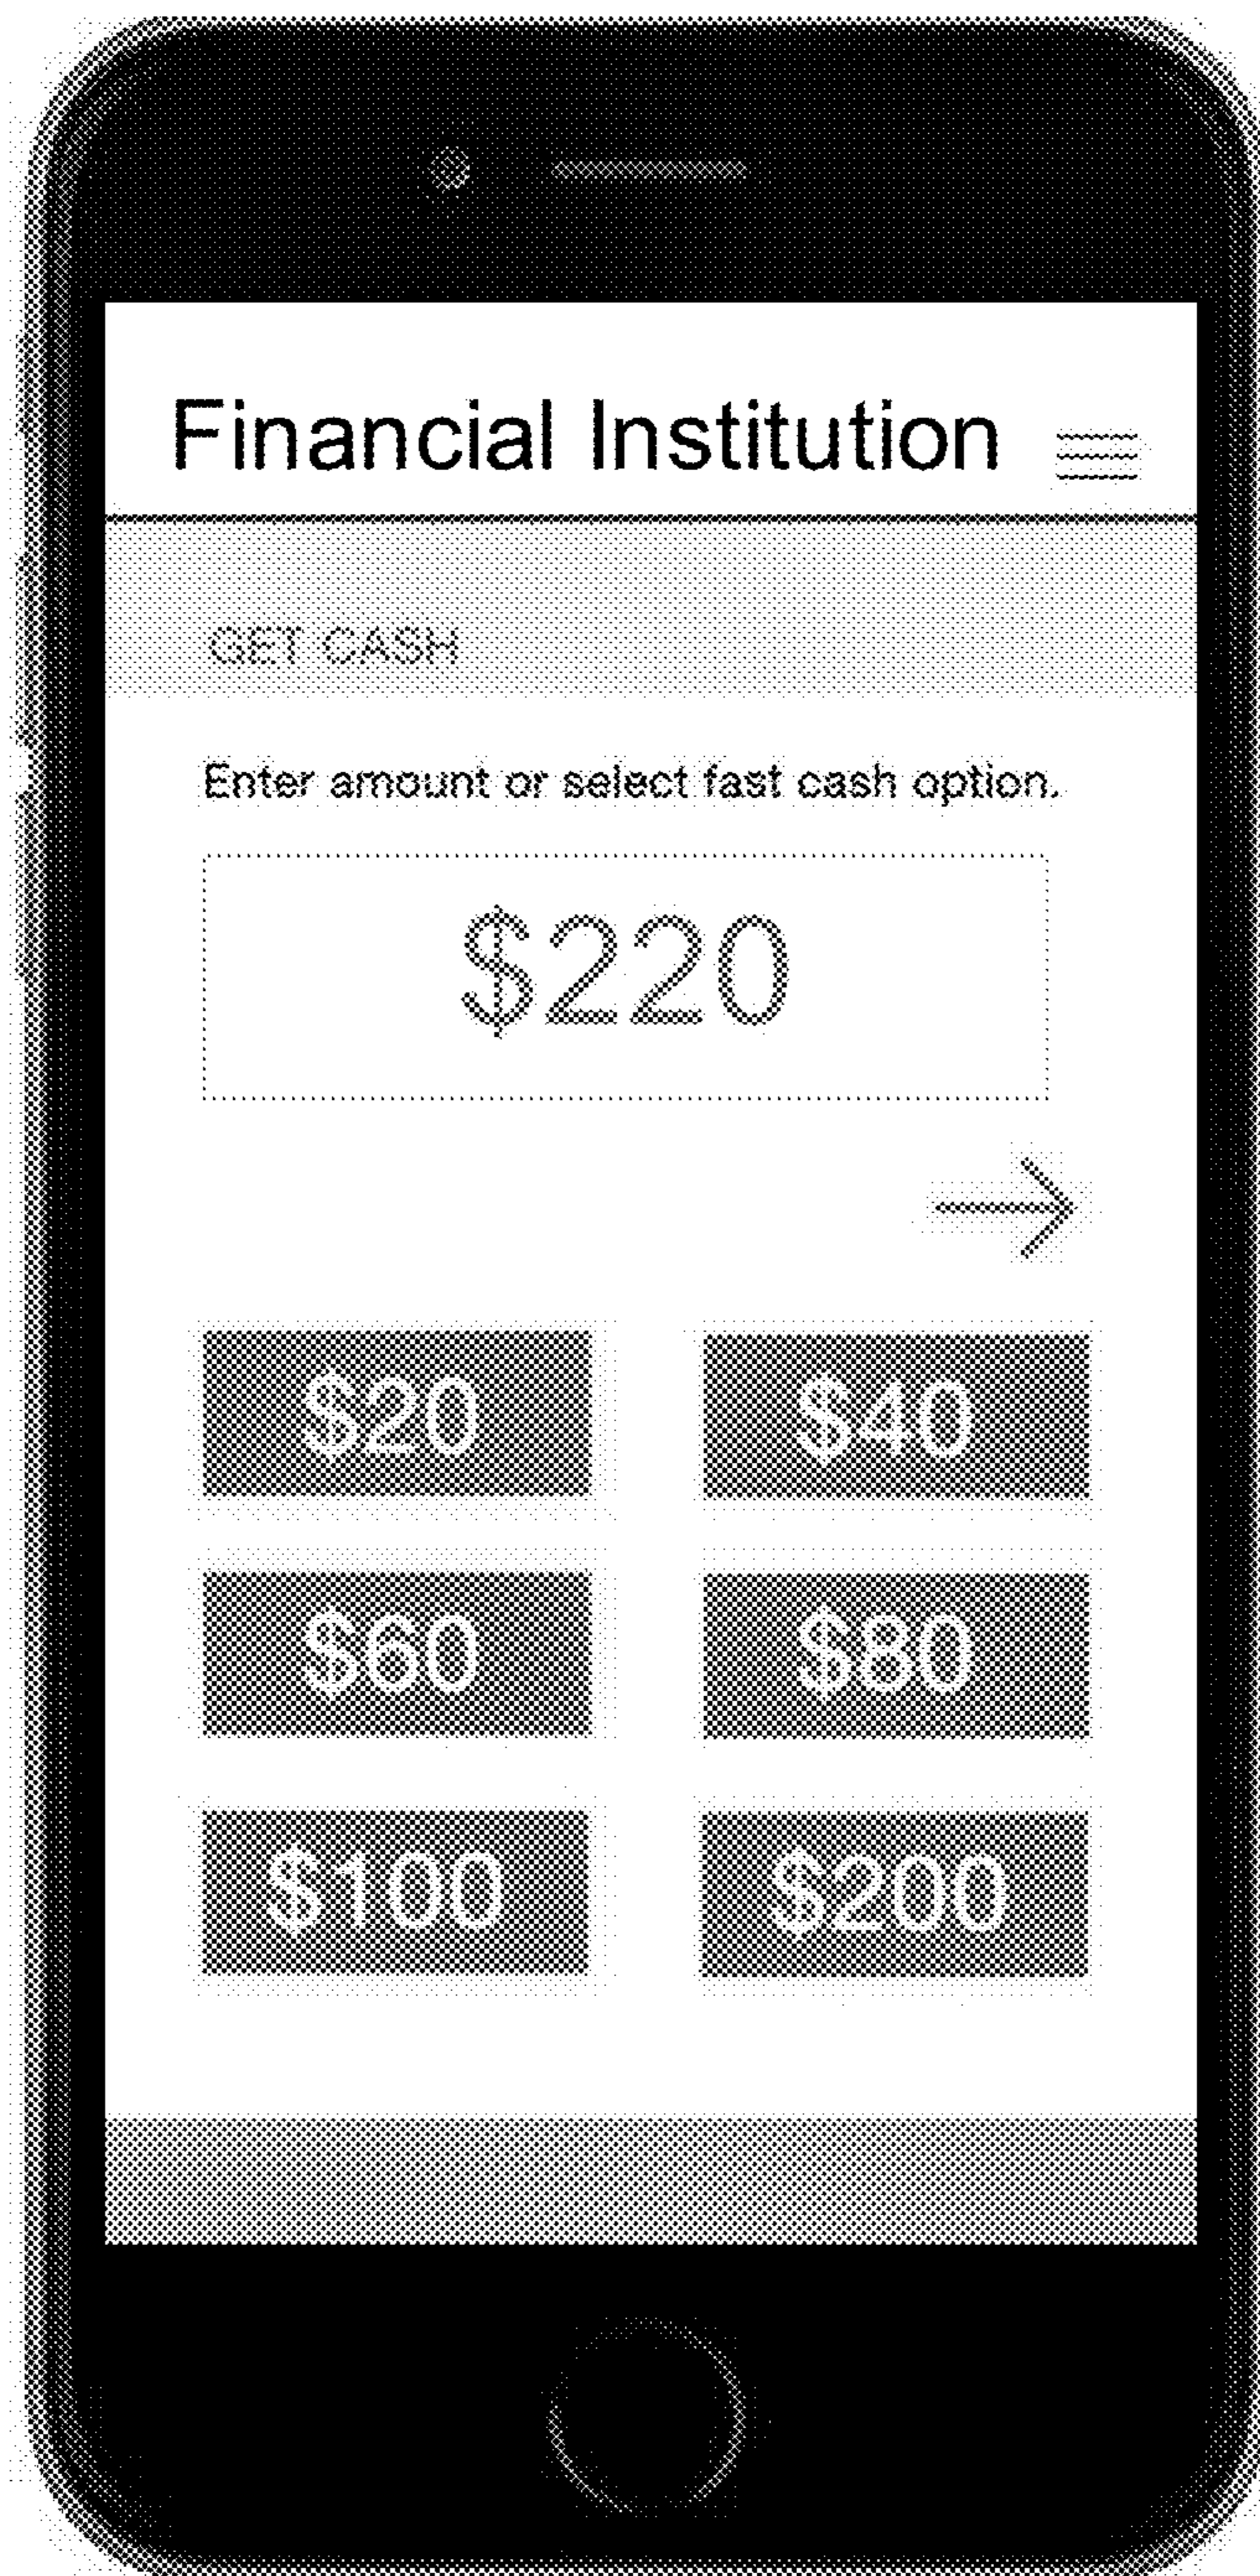 Financial Institution
GET CASH
Enter amount or select fast cash option.
$220
$20 $40
$60 $80
$100 $200